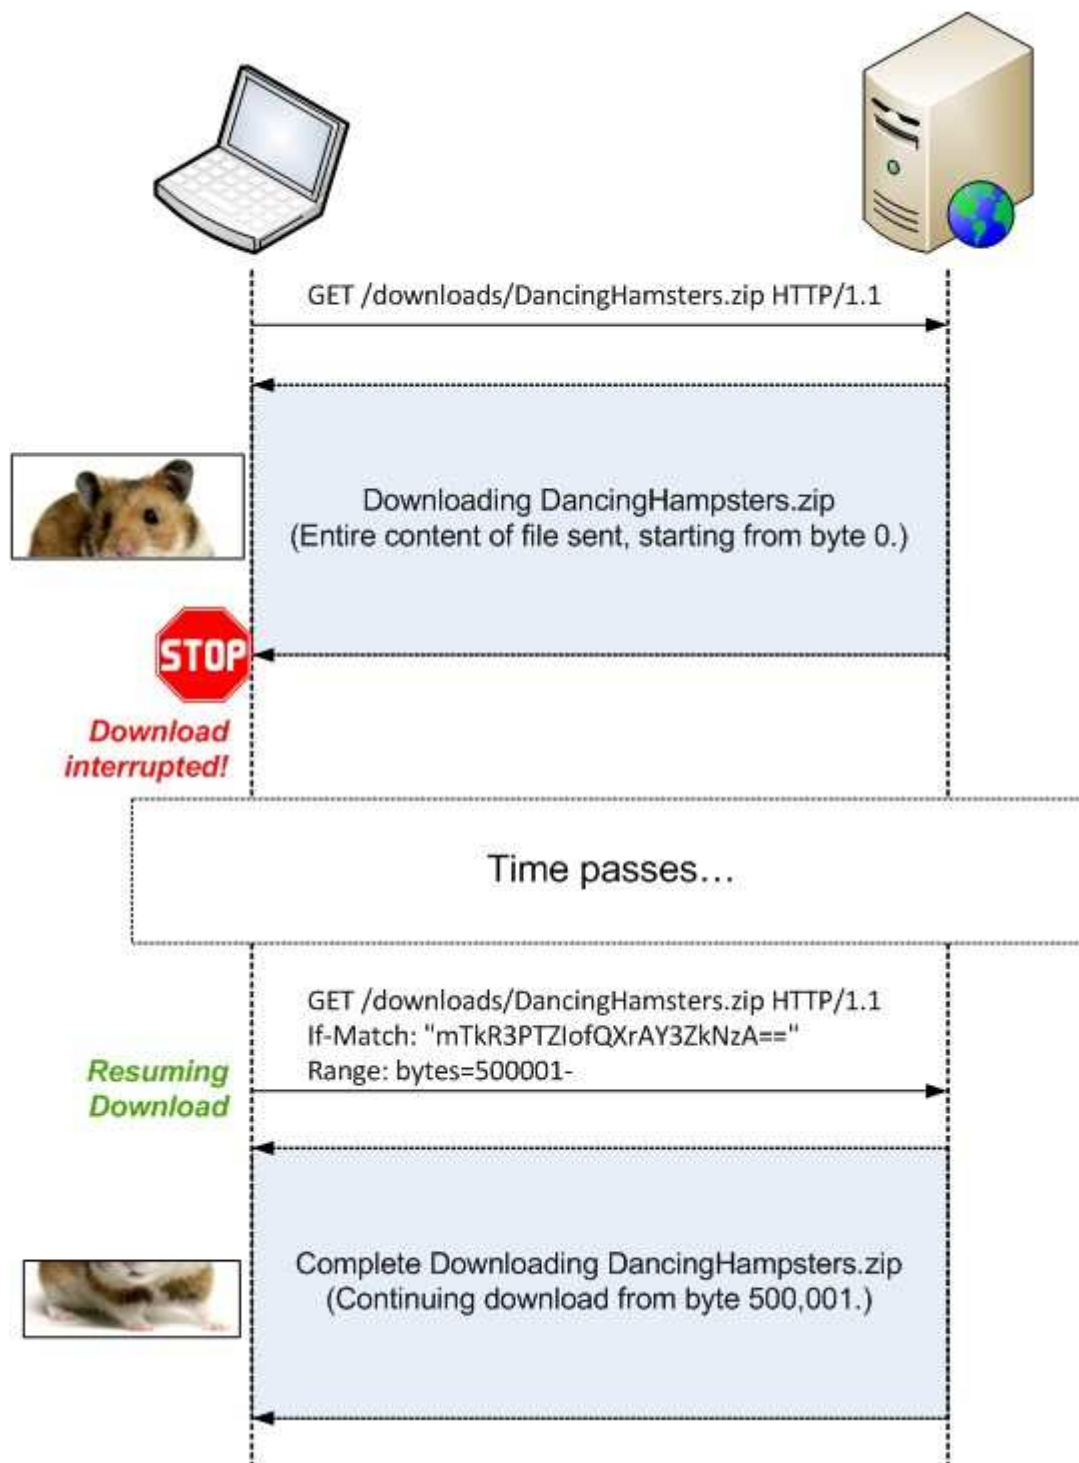 GET /downloads/DancingHamsters.zip HTTP/1.1
Downloading DancingHampsters.zip
(Entire content of file sent, starting from byte 0.)
STOP
Download
interrupted!
Time passes...
GET /downloads/DancingHamsters.zip HTTP/1.1
If-Match: "mTkR3PTZIofQXrAY3ZkNzA=="
Range: bytes=500001-
Resuming
Download
Complete Downloading DancingHampsters.zip
(Continuing download from byte 500,001.)